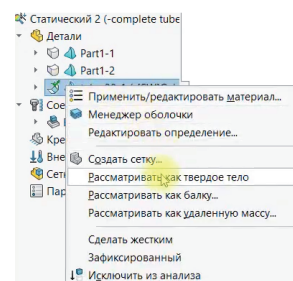 Статический 2 (-complete tube
Детали
Part1-1
Part1-2
Применить/редактировать материал...
Менеджер оболочки
Редактировать определение...
Сое
Кре
Вне
Сет
Пар
Создать сетку...
Рассматривать как твердое тело
Рассматривать как балку...
Рассматривать как удаленную массу...
Сделать жестким
Зафиксированный
Исключить из анализа